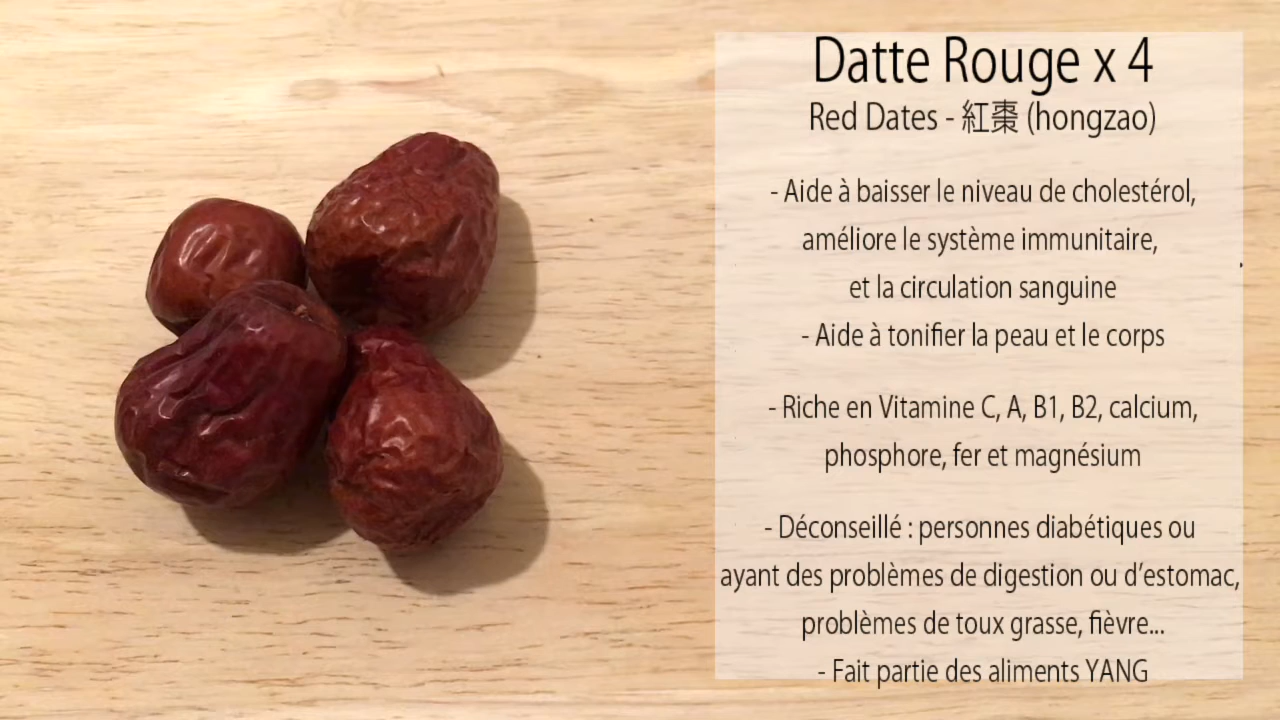 Datte Rouge x 4
Red Dates - 紅棗 (hongzao)
- Aide à baisser le niveau de cholestérol,
améliore le système immunitaire,
et la circulation sanguine
- Aide à tonifier la peau et le corps
- Riche en Vitamine C, A, B1, B2, calcium,
phosphore, fer et magnésium
- Déconseillé : personnes diabétiques ou
ayant des problèmes de digestion ou d’estomac,
problèmes de toux grasse, fièvre...
- Fait partie des aliments YANG